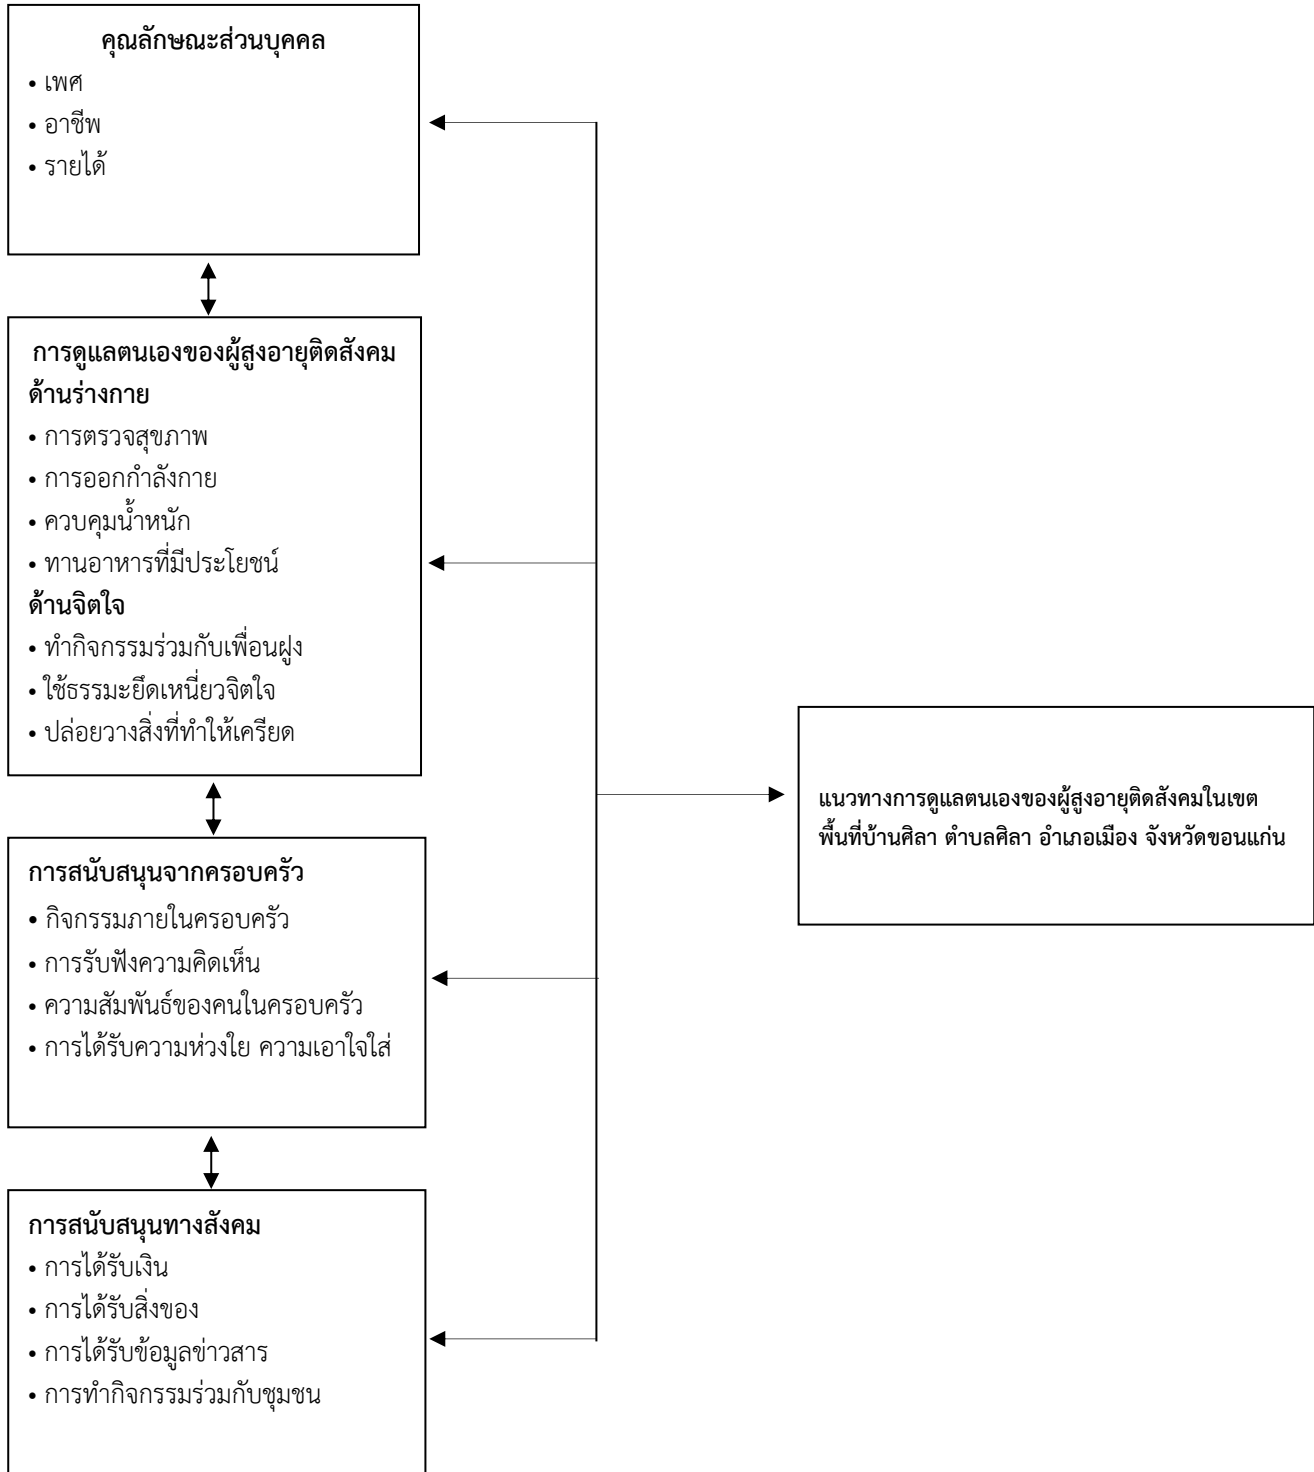 คุณลักษณะส่วนบุคคล
• เพศ
• อาชีพ
• รายได้
การดูแลตนเองของผู้สูงอายุติดสังคม
ด้านร่างกาย
• การตรวจสุขภาพ
• การออกกำลังกาย
• ควบคุมน้ำหนัก
• ทานอาหารที่มีประโยชน์
ด้านจิตใจ
• ทำกิจกรรมร่วมกับเพื่อนฝูง
• ใช้ธรรมะยึดเหนี่ยวจิตใจ
• ปล่อยวางสิ่งที่ทำให้เครียด
การสนับสนุนจากครอบครัว
• กิจกรรมภายในครอบครัว
• การรับฟังความคิดเห็น
• ความสัมพันธ์ของคนในครอบครัว
• การได้รับความห่วงใย ความเอาใจใส่
การสนับสนุนทางสังคม
• การได้รับเงิน
• การได้รับสิ่งของ
• การได้รับข้อมูลข่าวสาร
• การทำกิจกรรมร่วมกับชุมชน
แนวทางการดูแลตนเองของผู้สูงอายุติดสังคมในเขต
พื้นที่บ้านศิลา ตำบลศิลา อำเภอเมือง จังหวัดขอนแก่น